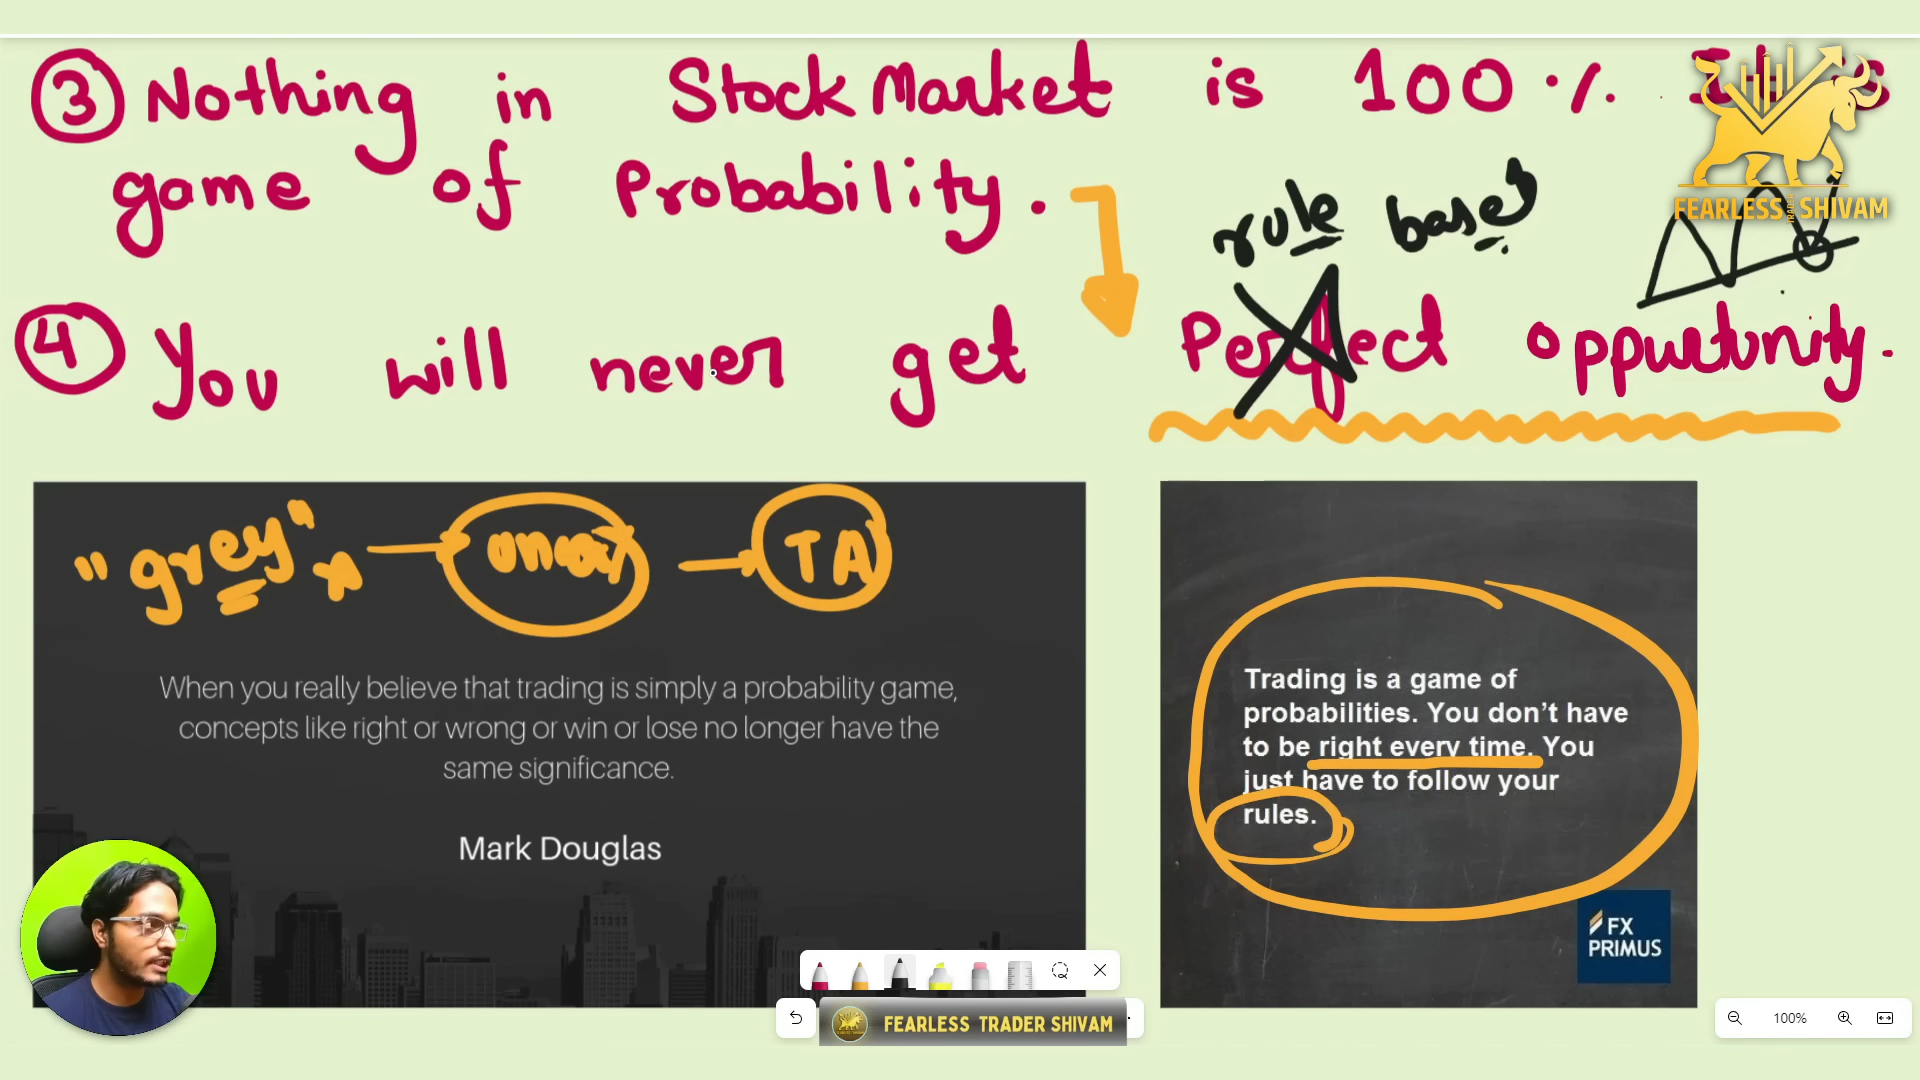 3 Nothing in Stock Market is 100 %.
game of Probability.
rule based
FEARLESS TRADER SHIVAM
4 You will never get Perfect oppurtunity.
"grey" TA
When you really believe that trading is simply a probability game,
concepts like right or wrong or win or lose no longer have the
same significance.
Mark Douglas
Trading is a game of
probabilities. You don't have
to be right every time. You
just have to follow your
rules.
FX
PRIMUS
FEARLESS TRADER SHIVAM
100%